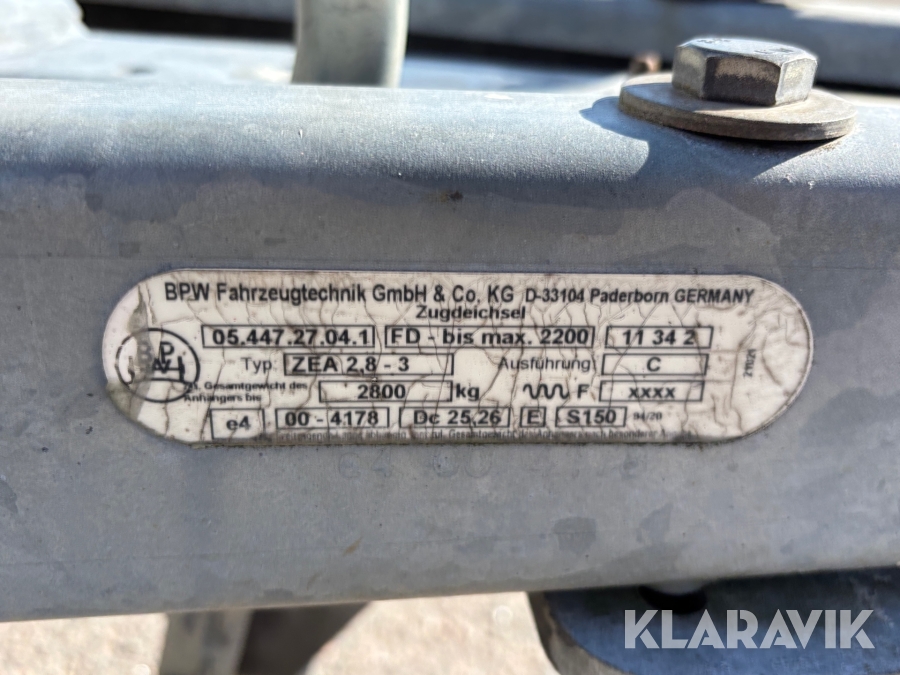 BPW Fahrzeugtechnik GmbH & Co. KG D-33104 Paderborn GERMANY
Zugdeichsel
05.447.27.04.1 FD - bis max. 2200 11 34 2
Typ: ZEA 2,8 - 3 Ausführung C
Gesamtgewicht des Anhängers bis 2800 kg F xxxx
e4 00 - 4178 Dc 25,26 E S150 /20
KLARAVIK